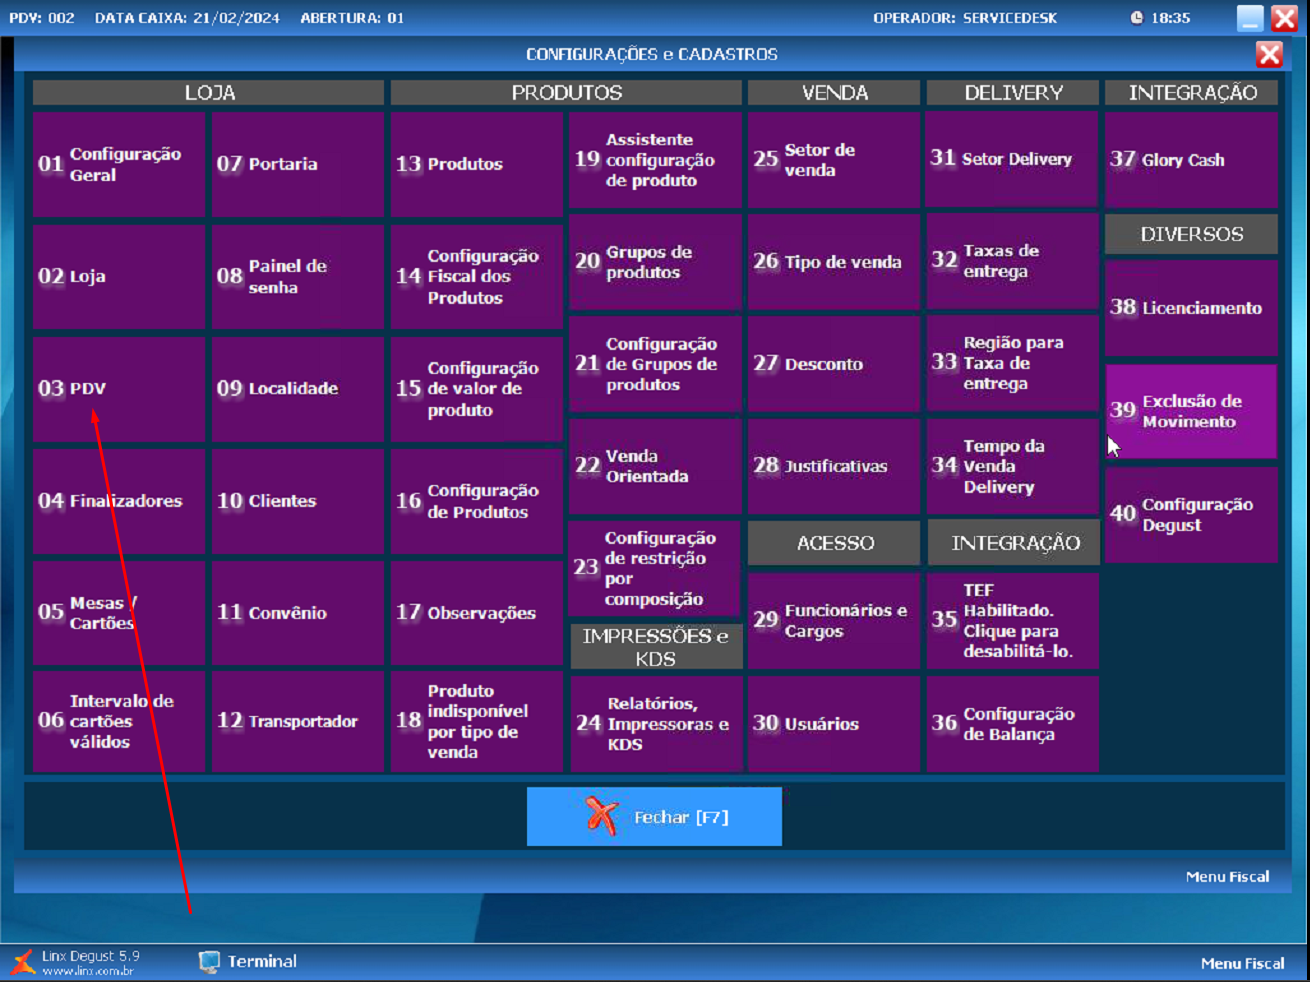 PDV: 002 DATA CAIXA: 21/02/2024 ABERTURA: 01 OPERADOR: SERVICEDESK 18:35
CONFIGURAÇÕES e CADASTROS
LOJA
01 Configuração
Geral
02 Loja
03 PDV
04 Finalizadores
05 Mesas /
Cartões
06 Intervalo de
cartões
válidos
07 Portaria
08 Painel de
senha
09 Localidade
10 Clientes
11 Convênio
12 Transportador
PRODUTOS
13 Produtos
14 Configuração
Fiscal dos
Produtos
15 Configuração
de valor de
produto
16 Configuração
de Produtos
17 Observações
18 Produto
indisponível
por tipo de
venda
19 Assistente
configuração
de produto
20 Grupos de
produtos
21 Configuração
de Grupos de
produtos
22 Venda
Orientada
23 Configuração
de restrição
por
composição
IMPRESSÕES e
KDS
24 Relatórios,
Impressoras e
KDS
VENDA
25 Setor de
venda
26 Tipo de venda
27 Desconto
28 Justificativas
ACESSO
29 Funcionários e
Cargos
30 Usuários
DELIVERY
31 Setor Delivery
32 Taxas de
entrega
33 Região para
Taxa de
entrega
34 Tempo da
Venda
Delivery
INTEGRAÇÃO
35 TEF
Habilitado.
Clique para
desabilitá-lo.
36 Configuração
de Balança
INTEGRAÇÃO
37 Glory Cash
DIVERSOS
38 Licenciamento
39 Exclusão de
Movimento
40 Configuração
Degust
Fechar [F7]
Menu Fiscal
Linx Degust 5.9
www.linx.com.br
Terminal
Menu Fiscal